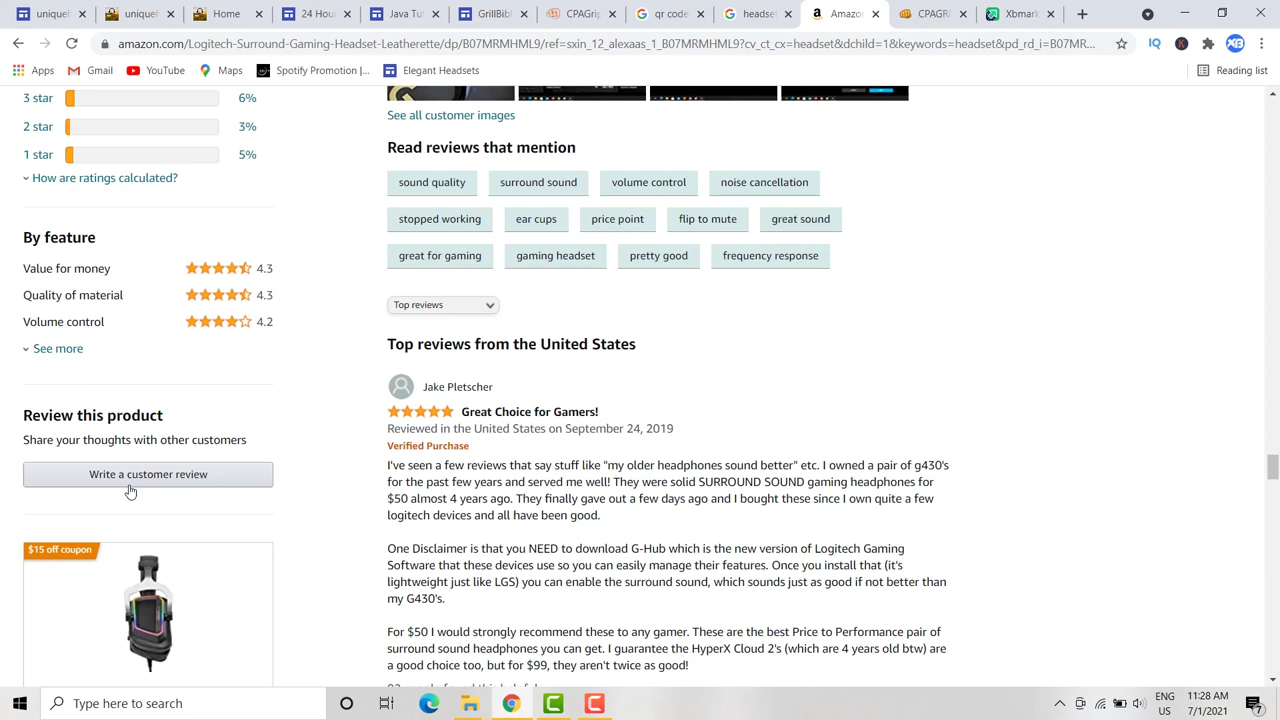 uniqueh
uniqueh
Home
24 Hour
Java Tut
GrillBibl
CPAGrip
qr code
headset
Amazon
CPAGRI
Xbmark
amazon.com/Logitech-Surround-Gaming-Headset-Leatherette/dp/B07MRMHML9/ref=sxin_12_alexaas_1_B07MRMHML9?cv_ct_cx=headset&dchild=1&keywords=headset&pd_rd_i=B07MR...
Apps
Gmail
YouTube
Maps
Spotify Promotion |...
Elegant Headsets
Reading list
3 star 6%
2 star 3%
1 star 5%
How are ratings calculated?
By feature
Value for money 4.3
Quality of material 4.3
Volume control 4.2
See more
Review this product
Share your thoughts with other customers
Write a customer review
$15 off coupon
See all customer images
Read reviews that mention
sound quality surround sound volume control noise cancellation
stopped working ear cups price point flip to mute great sound
great for gaming gaming headset pretty good frequency response
Top reviews
Top reviews from the United States
Jake Pletscher
Great Choice for Gamers!
Reviewed in the United States on September 24, 2019
Verified Purchase
I've seen a few reviews that say stuff like "my older headphones sound better" etc. I owned a pair of g430's
for the past few years and served me well! They were solid SURROUND SOUND gaming headphones for
$50 almost 4 years ago. They finally gave out a few days ago and I bought these since I own quite a few
logitech devices and all have been good.
One Disclaimer is that you NEED to download G-Hub which is the new version of Logitech Gaming
Software that these devices use so you can easily manage their features. Once you install that (it's
lightweight just like LGS) you can enable the surround sound, which sounds just as good if not better than
my G430's.
For $50 I would strongly recommend these to any gamer. These are the best Price to Performance pair of
surround sound headphones you can get. I guarantee the HyperX Cloud 2's (which are 4 years old btw) are
a good choice too, but for $99, they aren't twice as good!
Type here to search
ENG
US
11:28 AM
7/1/2021
7